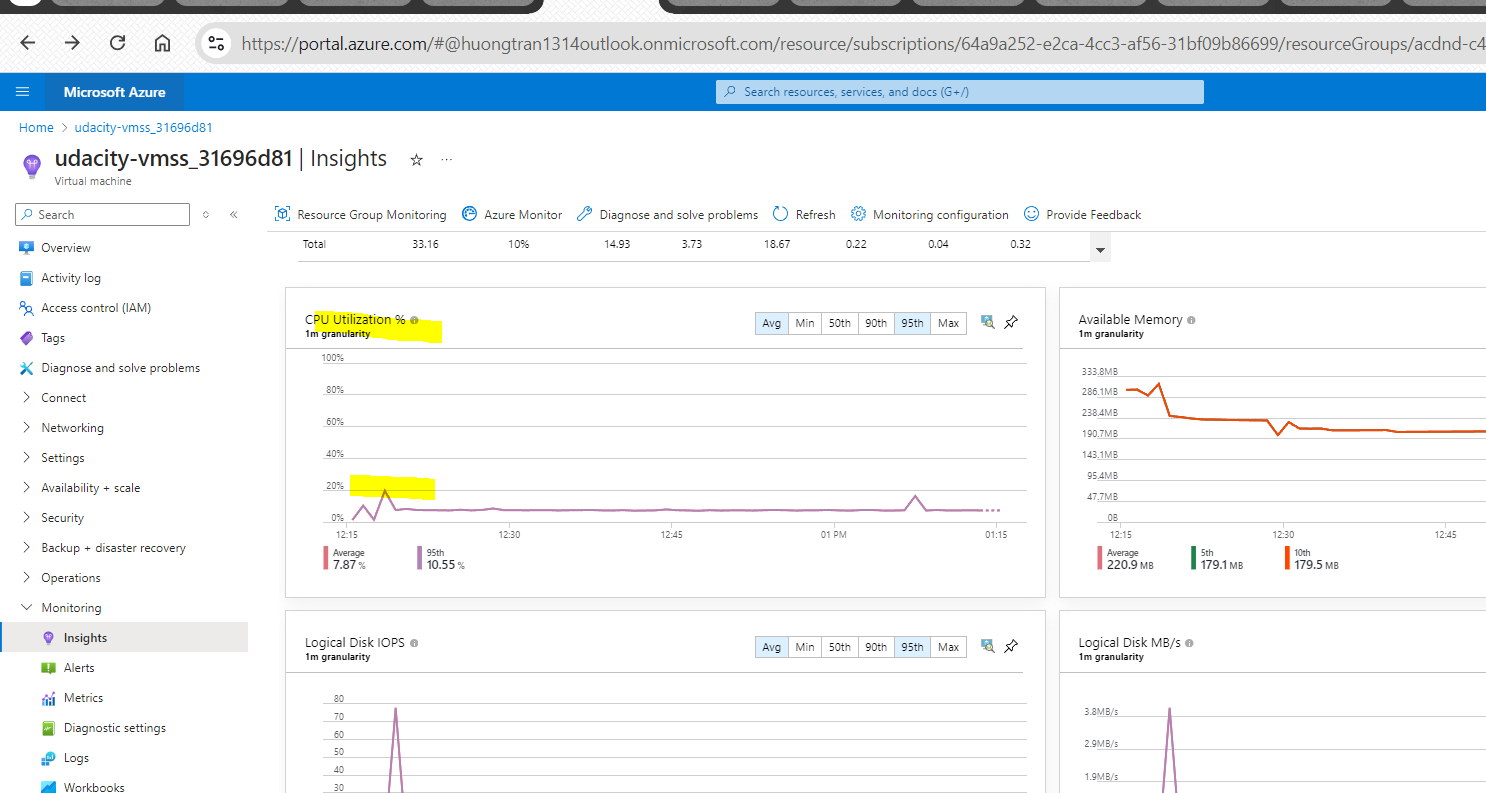 https://portal.azure.com/#@huongtran1314outlook.onmicrosoft.com/resource/subscriptions/64a9a252-e2ca-4cc3-af56-31bf09b86699/resourceGroups/acdnd-c4
Microsoft Azure
Search resources, services, and docs (G+/)
Home > udacity-vmss_31696d81
udacity-vmss_31696d81 | Insights ...
Virtual machine
Search
Resource Group Monitoring Azure Monitor Diagnose and solve problems Refresh Monitoring configuration Provide Feedback
Overview
Activity log
Access control (IAM)
Tags
Diagnose and solve problems
Connect
Networking
Settings
Availability + scale
Security
Backup + disaster recovery
Operations
Monitoring
Insights
Alerts
Metrics
Diagnostic settings
Logs
Workbooks
Total 33.16 10% 14.93 3.73 18.67 0.22 0.04 0.32
CPU Utilization %
1m granularity
Avg Min 50th 90th 95th Max
100%
80%
60%
40%
20%
0%
12:15 12:30 12:45 01 PM 01:15
Average 95th
7.87 % 10.55 %
Available Memory
1m granularity
333.8MB
286.1MB
238.4MB
190.7MB
143.1MB
95.4MB
47.7MB
0B
12:15 12:30 12:45
Average 5th 10th
220.9 MB 179.1 MB 179.5 MB
Logical Disk IOPS
1m granularity
Avg Min 50th 90th 95th Max
80
70
60
50
40
30
Logical Disk MB/s
1m granularity
3.8MB/s
2.9MB/s
1.9MB/s